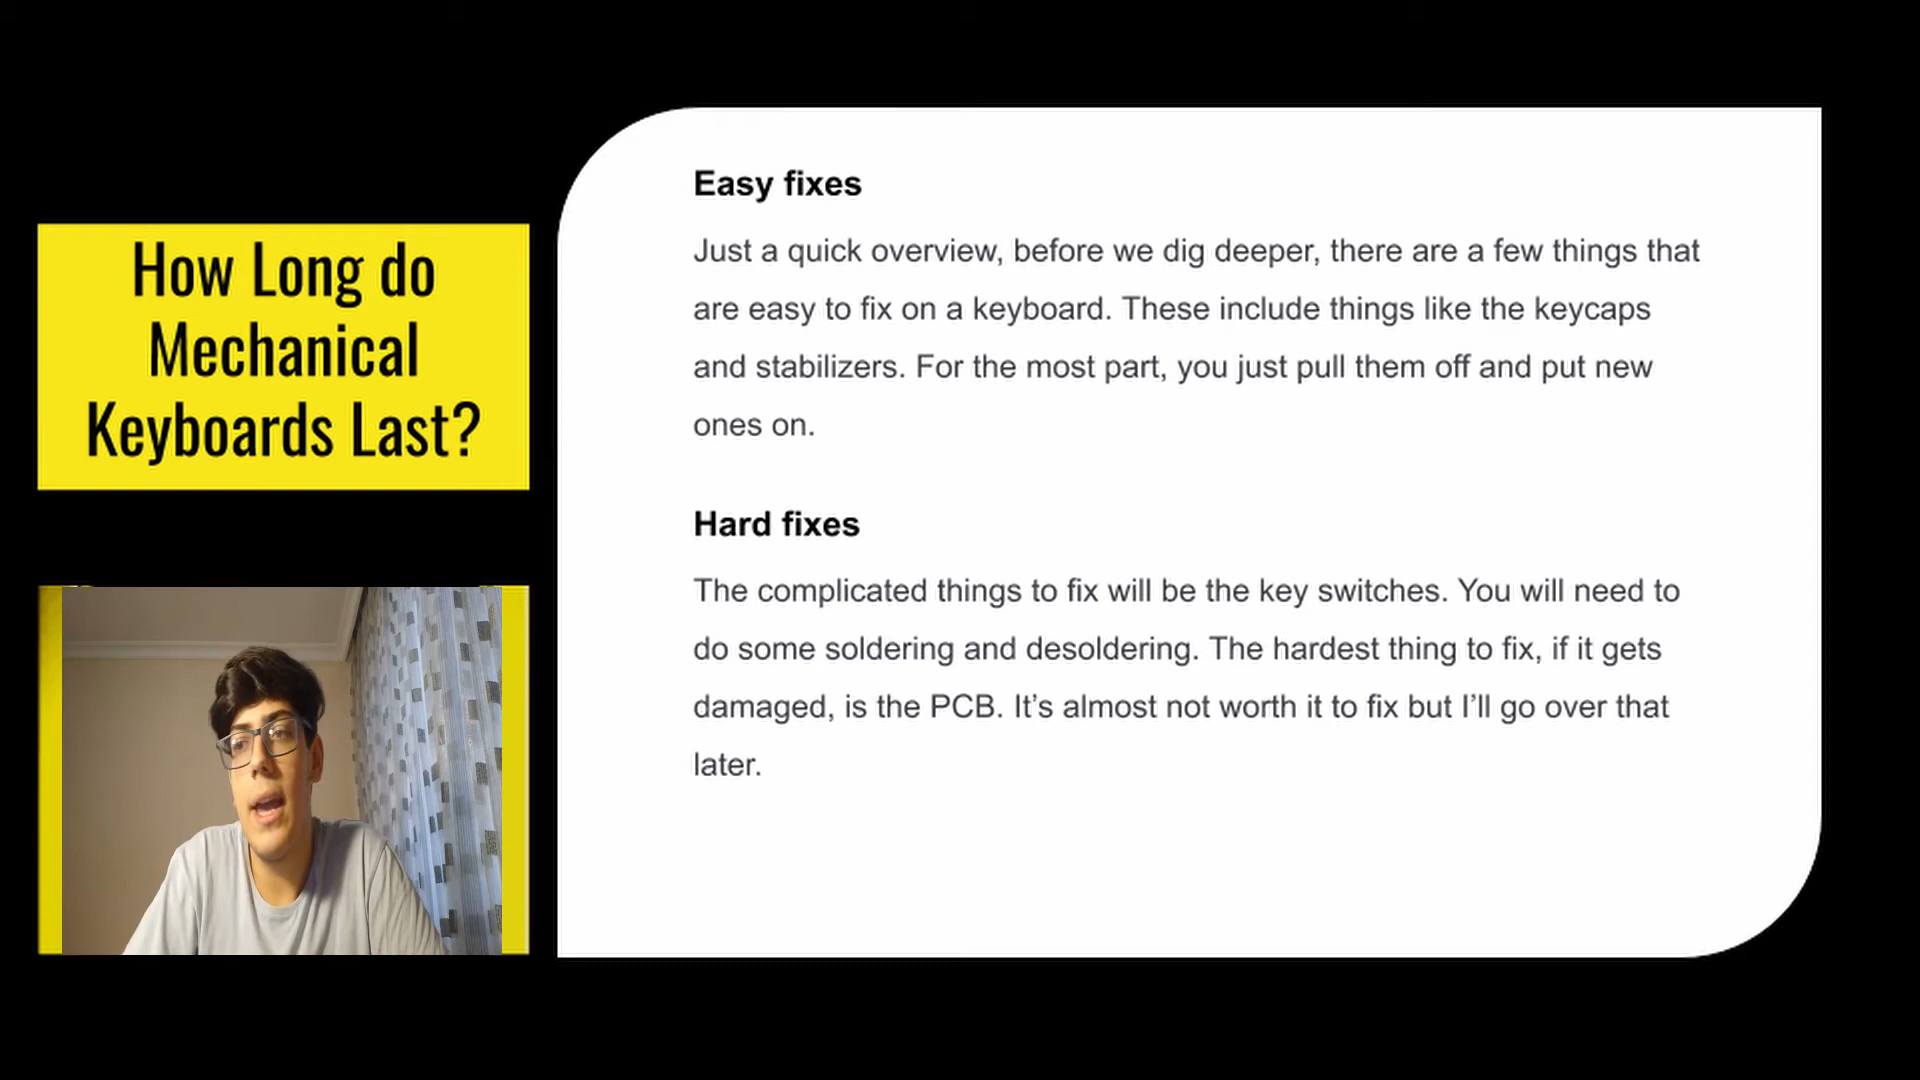 How Long do
Mechanical
Keyboards Last?
Easy fixes
Just a quick overview, before we dig deeper, there are a few things that
are easy to fix on a keyboard. These include things like the keycaps
and stabilizers. For the most part, you just pull them off and put new
ones on.
Hard fixes
The complicated things to fix will be the key switches. You will need to
do some soldering and desoldering. The hardest thing to fix, if it gets
damaged, is the PCB. It’s almost not worth it to fix but I’ll go over that
later.